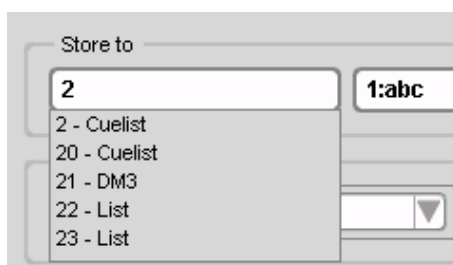 Store to
2 1:abc
2 - Cuelist
20 - Cuelist
21 - DM3
22 - List
23 - List